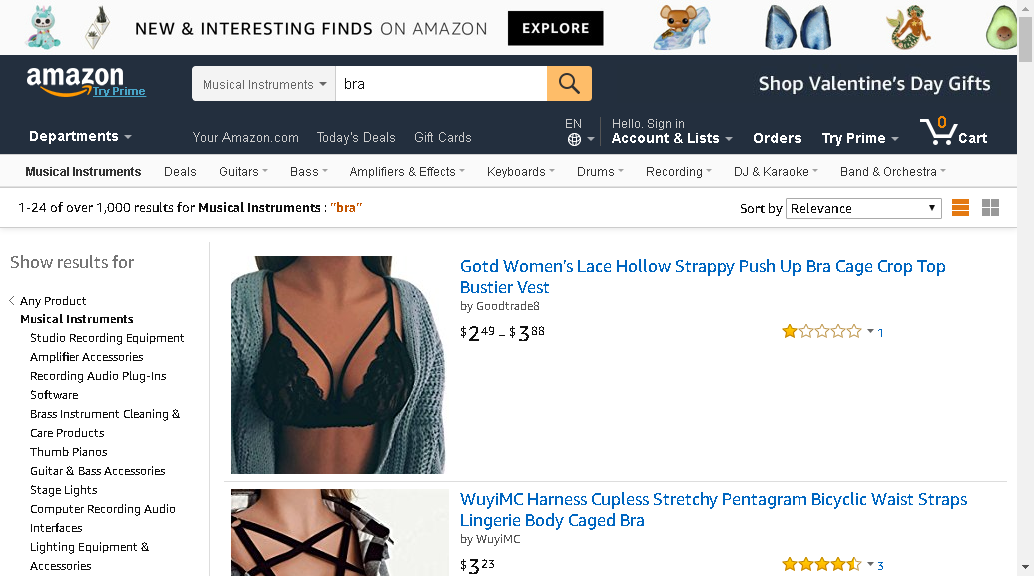 NEW & INTERESTING FINDS ON AMAZON EXPLORE
amazon
Try Prime
Musical Instruments
bra
Shop Valentine's Day Gifts
Departments
Your Amazon.com
Today's Deals
Gift Cards
EN
Hello. Sign in
Account & Lists
Orders
Try Prime
0
Cart
Musical Instruments
Deals
Guitars
Bass
Amplifiers & Effects
Keyboards
Drums
Recording
DJ & Karaoke
Band & Orchestra
1-24 of over 1,000 results for Musical Instruments : "bra"
Sort by Relevance
Show results for
Any Product
Musical Instruments
Studio Recording Equipment
Amplifier Accessories
Recording Audio Plug-Ins
Software
Brass Instrument Cleaning &
Care Products
Thumb Pianos
Guitar & Bass Accessories
Stage Lights
Computer Recording Audio
Interfaces
Lighting Equipment &
Accessories
Gotd Women's Lace Hollow Strappy Push Up Bra Cage Crop Top
Bustier Vest
by Goodtrade8
$2 49 - $3 88
1
WuyiMC Harness Cupless Stretchy Pentagram Bicyclic Waist Straps
Lingerie Body Caged Bra
by WuyiMC
$3 23
3